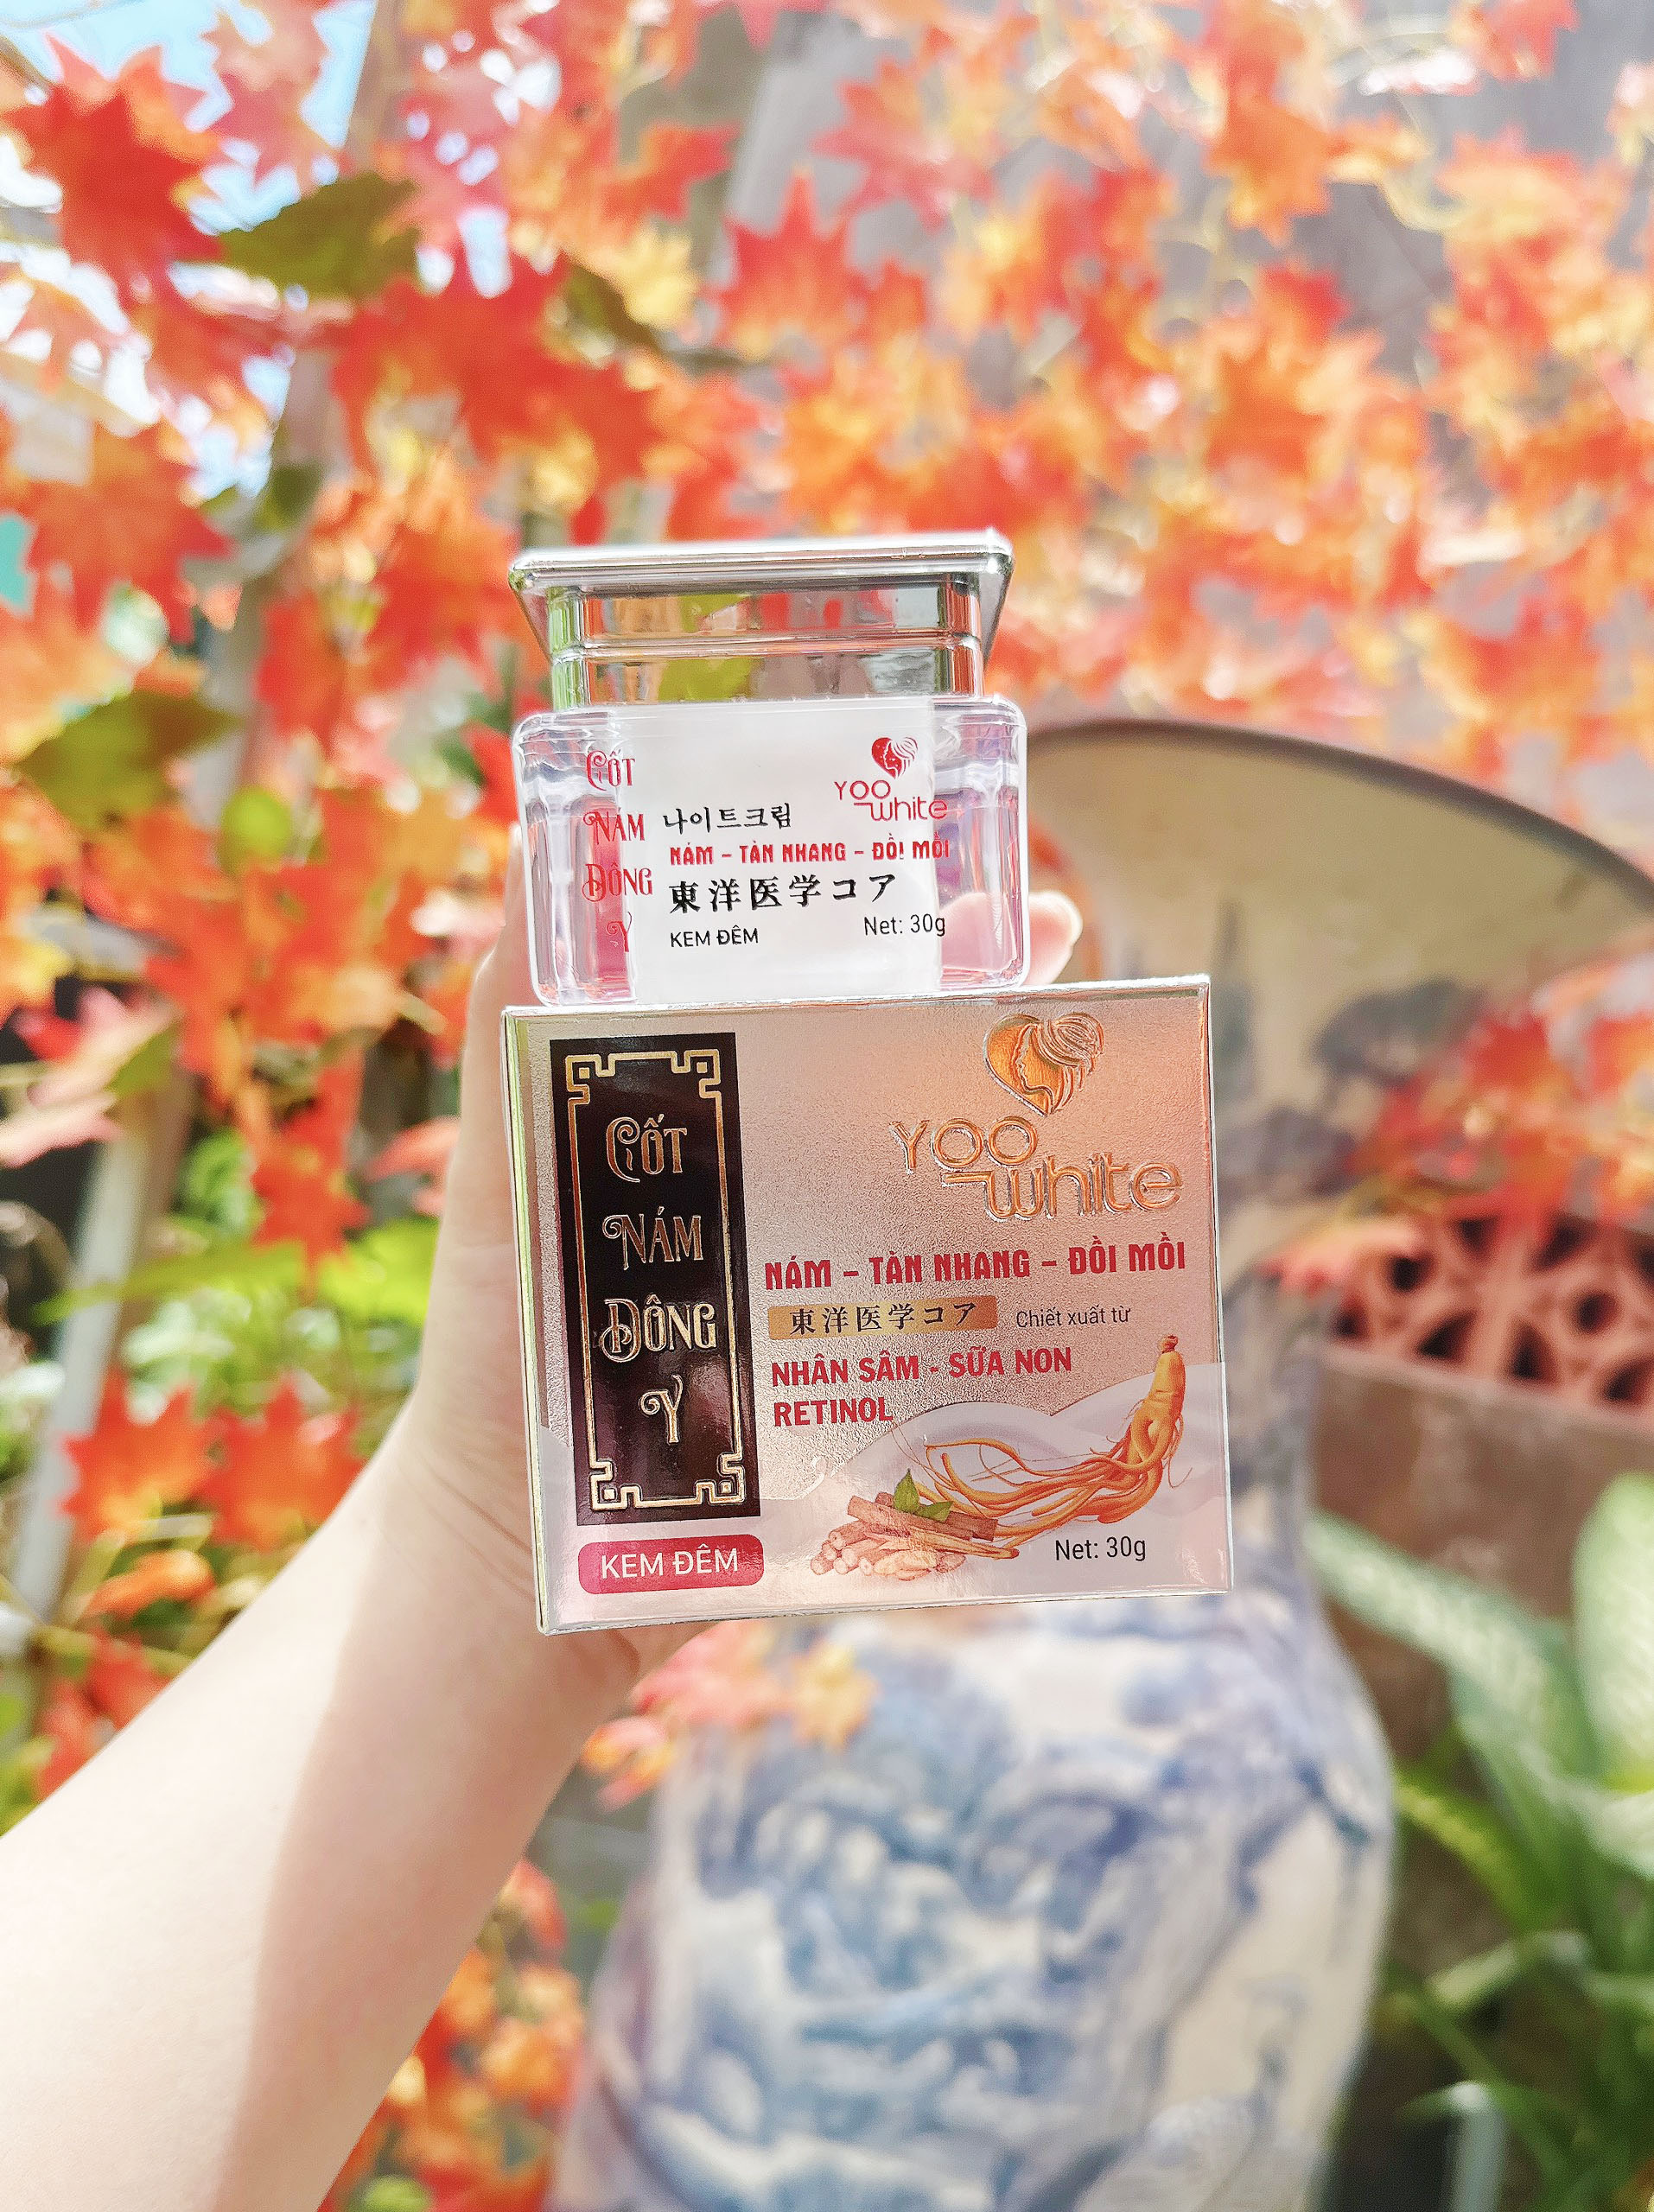 CỐT
NÁM
ĐÔNG
Y
YOO
white
나이트크림
NÁM – TÀN NHANG – ĐỒI MỒI
東洋医学コア
KEM ĐÊM
Net: 30g
CỐT
NÁM
ĐÔNG
Y
KEM ĐÊM
YOO
white
NÁM – TÀN NHANG – ĐỒI MỒI
東洋医学コア Chiết xuất từ
NHÂN SÂM - SỮA NON
RETINOL
Net: 30g